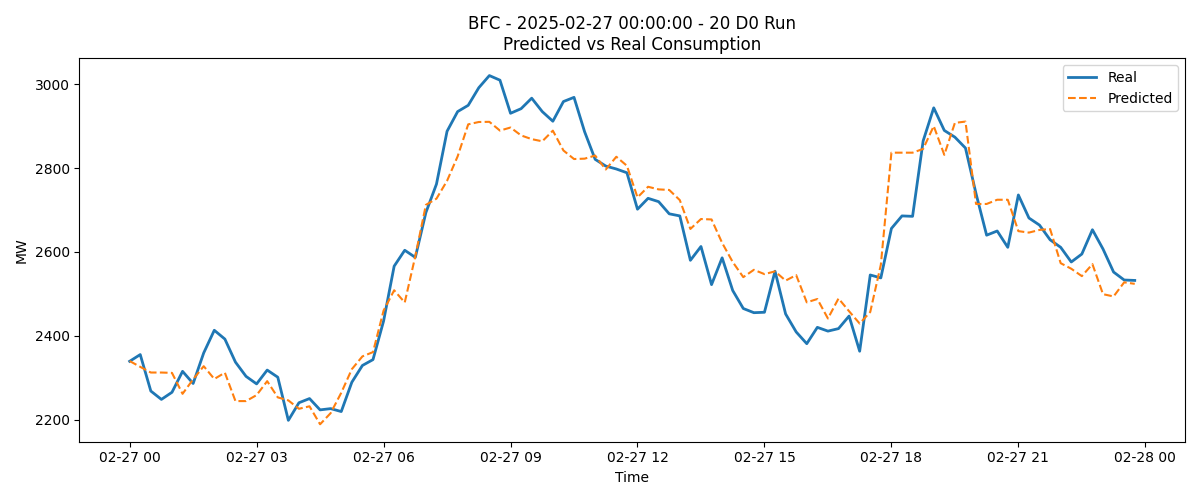 BFC - 2025-02-27 00:00:00 - 20 D0 Run
Predicted vs Real Consumption
Real
Predicted
MW
3000
2800
2600
2400
2200
02-27 00
02-27 03
02-27 06
02-27 09
02-27 12
02-27 15
02-27 18
02-27 21
02-28 00
Time